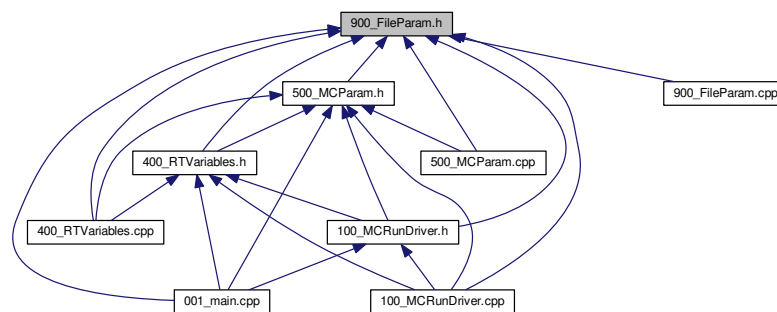 900_FileParam.h
500_MCParam.h
900_FileParam.cpp
400_RTVariables.h
500_MCParam.cpp
400_RTVariables.cpp
100_MCRunDriver.h
001_main.cpp
100_MCRunDriver.cpp